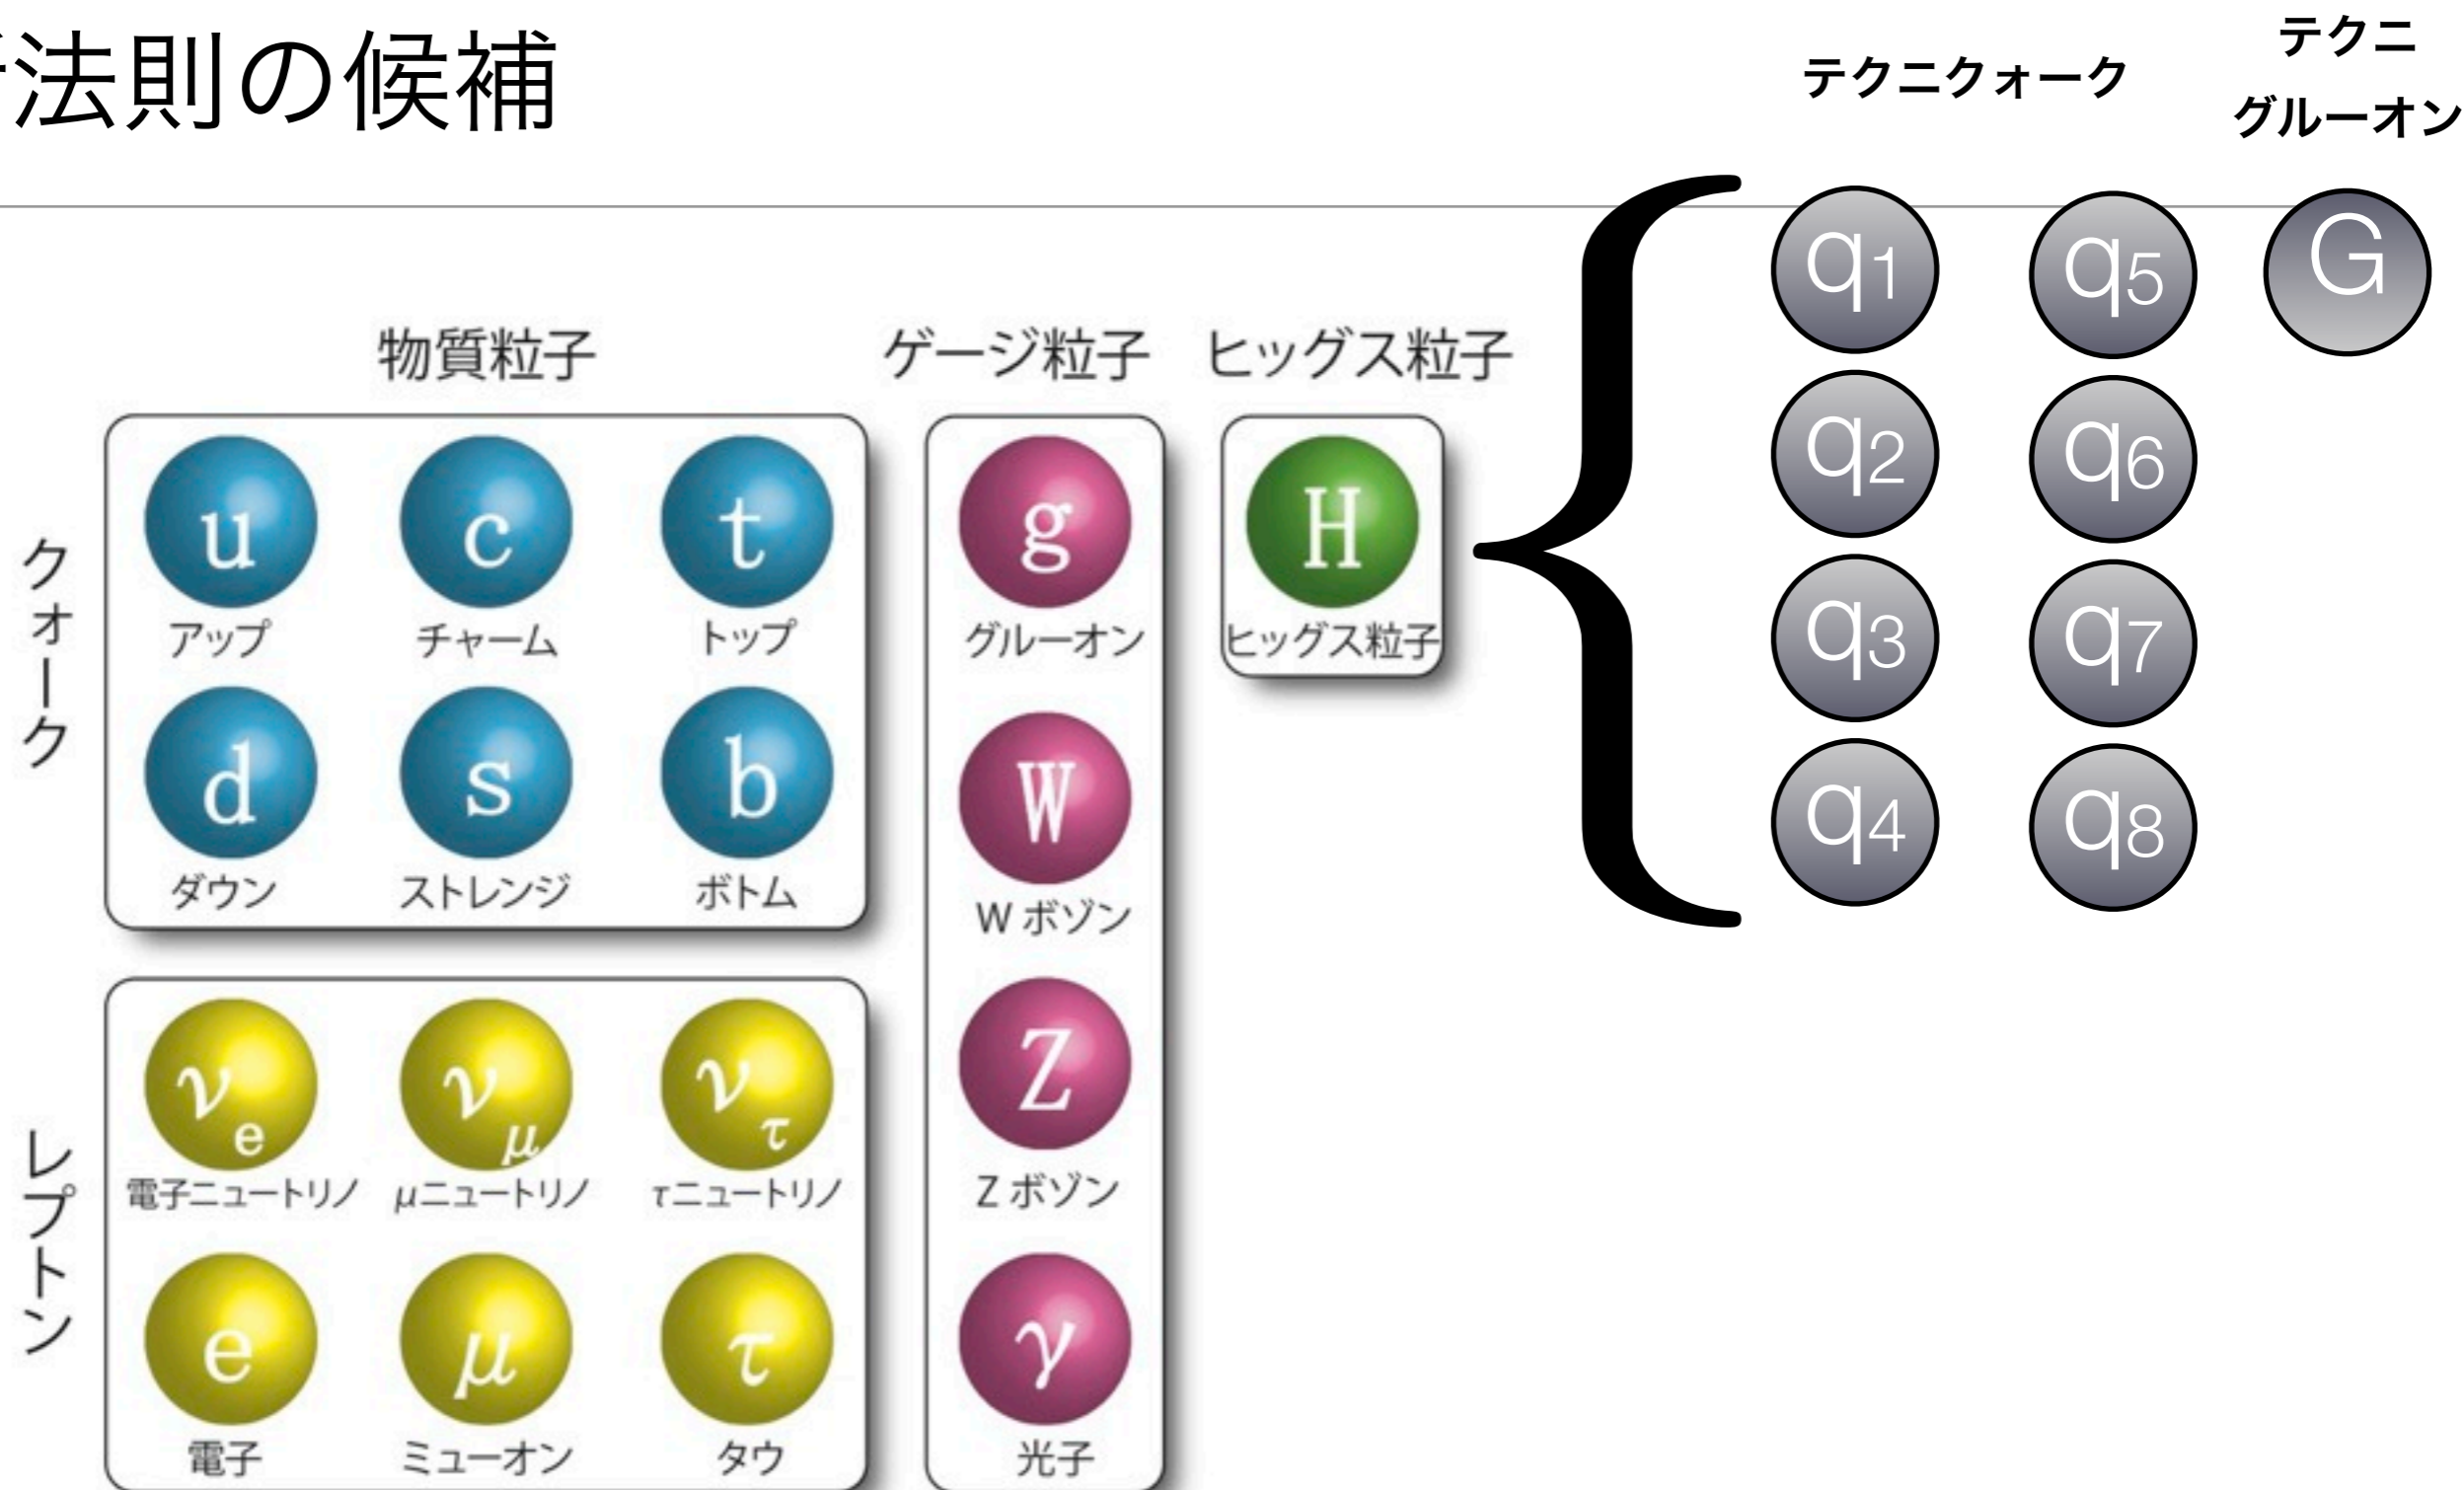 法則の候補
テクニクォーク
テクニ
グルーオン
q1 q5 G
q2 q6
q3 q7
q4 q8
物質粒子 ゲージ粒子 ヒッグス粒子
クォーク
u c t g H
アップ チャーム トップ グルーオン ヒッグス粒子
d s b W
ダウン ストレンジ ボトム W ボゾン
レプトン
νe νμ ντ Z
電子ニュートリノ μニュートリノ τニュートリノ Z ボゾン
e μ τ γ
電子 ミューオン タウ 光子